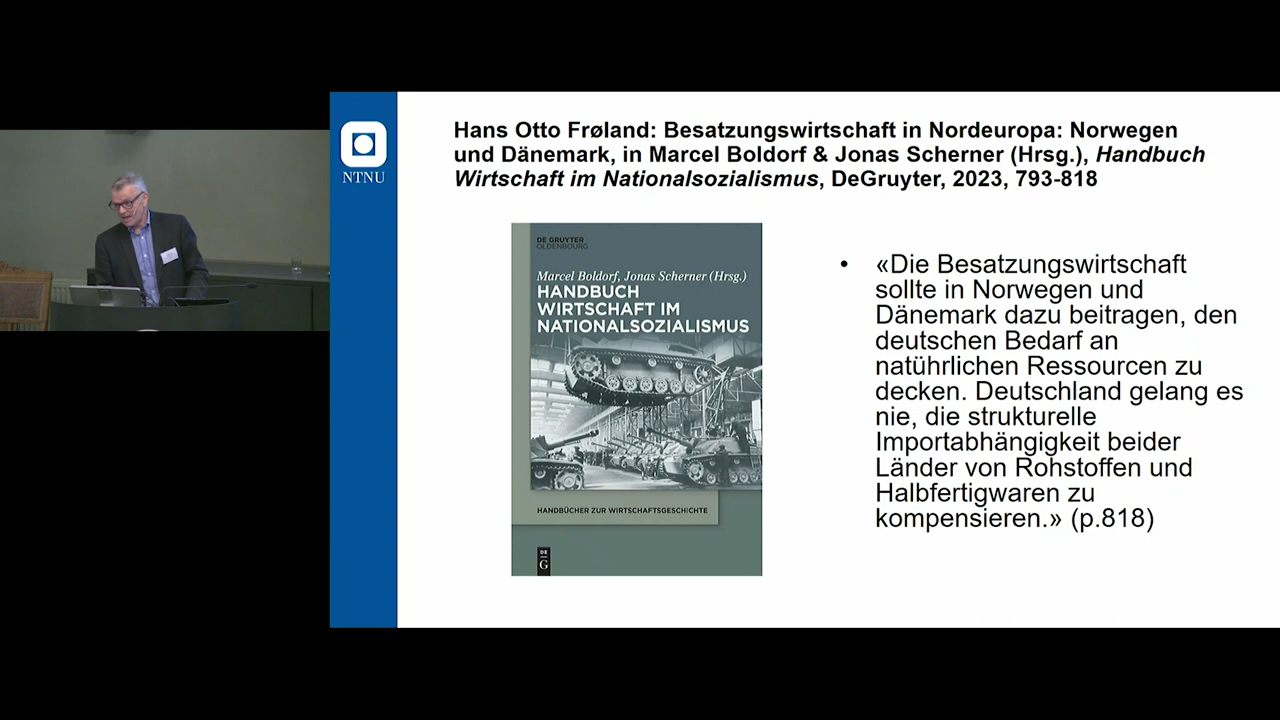 NTNU
Hans Otto Frøland: Besatzungswirtschaft in Nordeuropa: Norwegen
und Dänemark, in Marcel Boldorf & Jonas Scherner (Hrsg.), Handbuch
Wirtschaft im Nationalsozialismus, DeGruyter, 2023, 793-818
DE GRUYTER
OLDENBOURG
Marcel Boldorf, Jonas Scherner (Hrsg.)
HANDBUCH
WIRTSCHAFT IM
NATIONALSOZIALISMUS
HANDBÜCHER ZUR WIRTSCHAFTSGESCHICHTE
DE
G
• «Die Besatzungswirtschaft
sollte in Norwegen und
Dänemark dazu beitragen, den
deutschen Bedarf an
natührlichen Ressourcen zu
decken. Deutschland gelang es
nie, die strukturelle
Importabhängigkeit beider
Länder von Rohstoffen und
Halbfertigwaren zu
kompensieren.» (p.818)